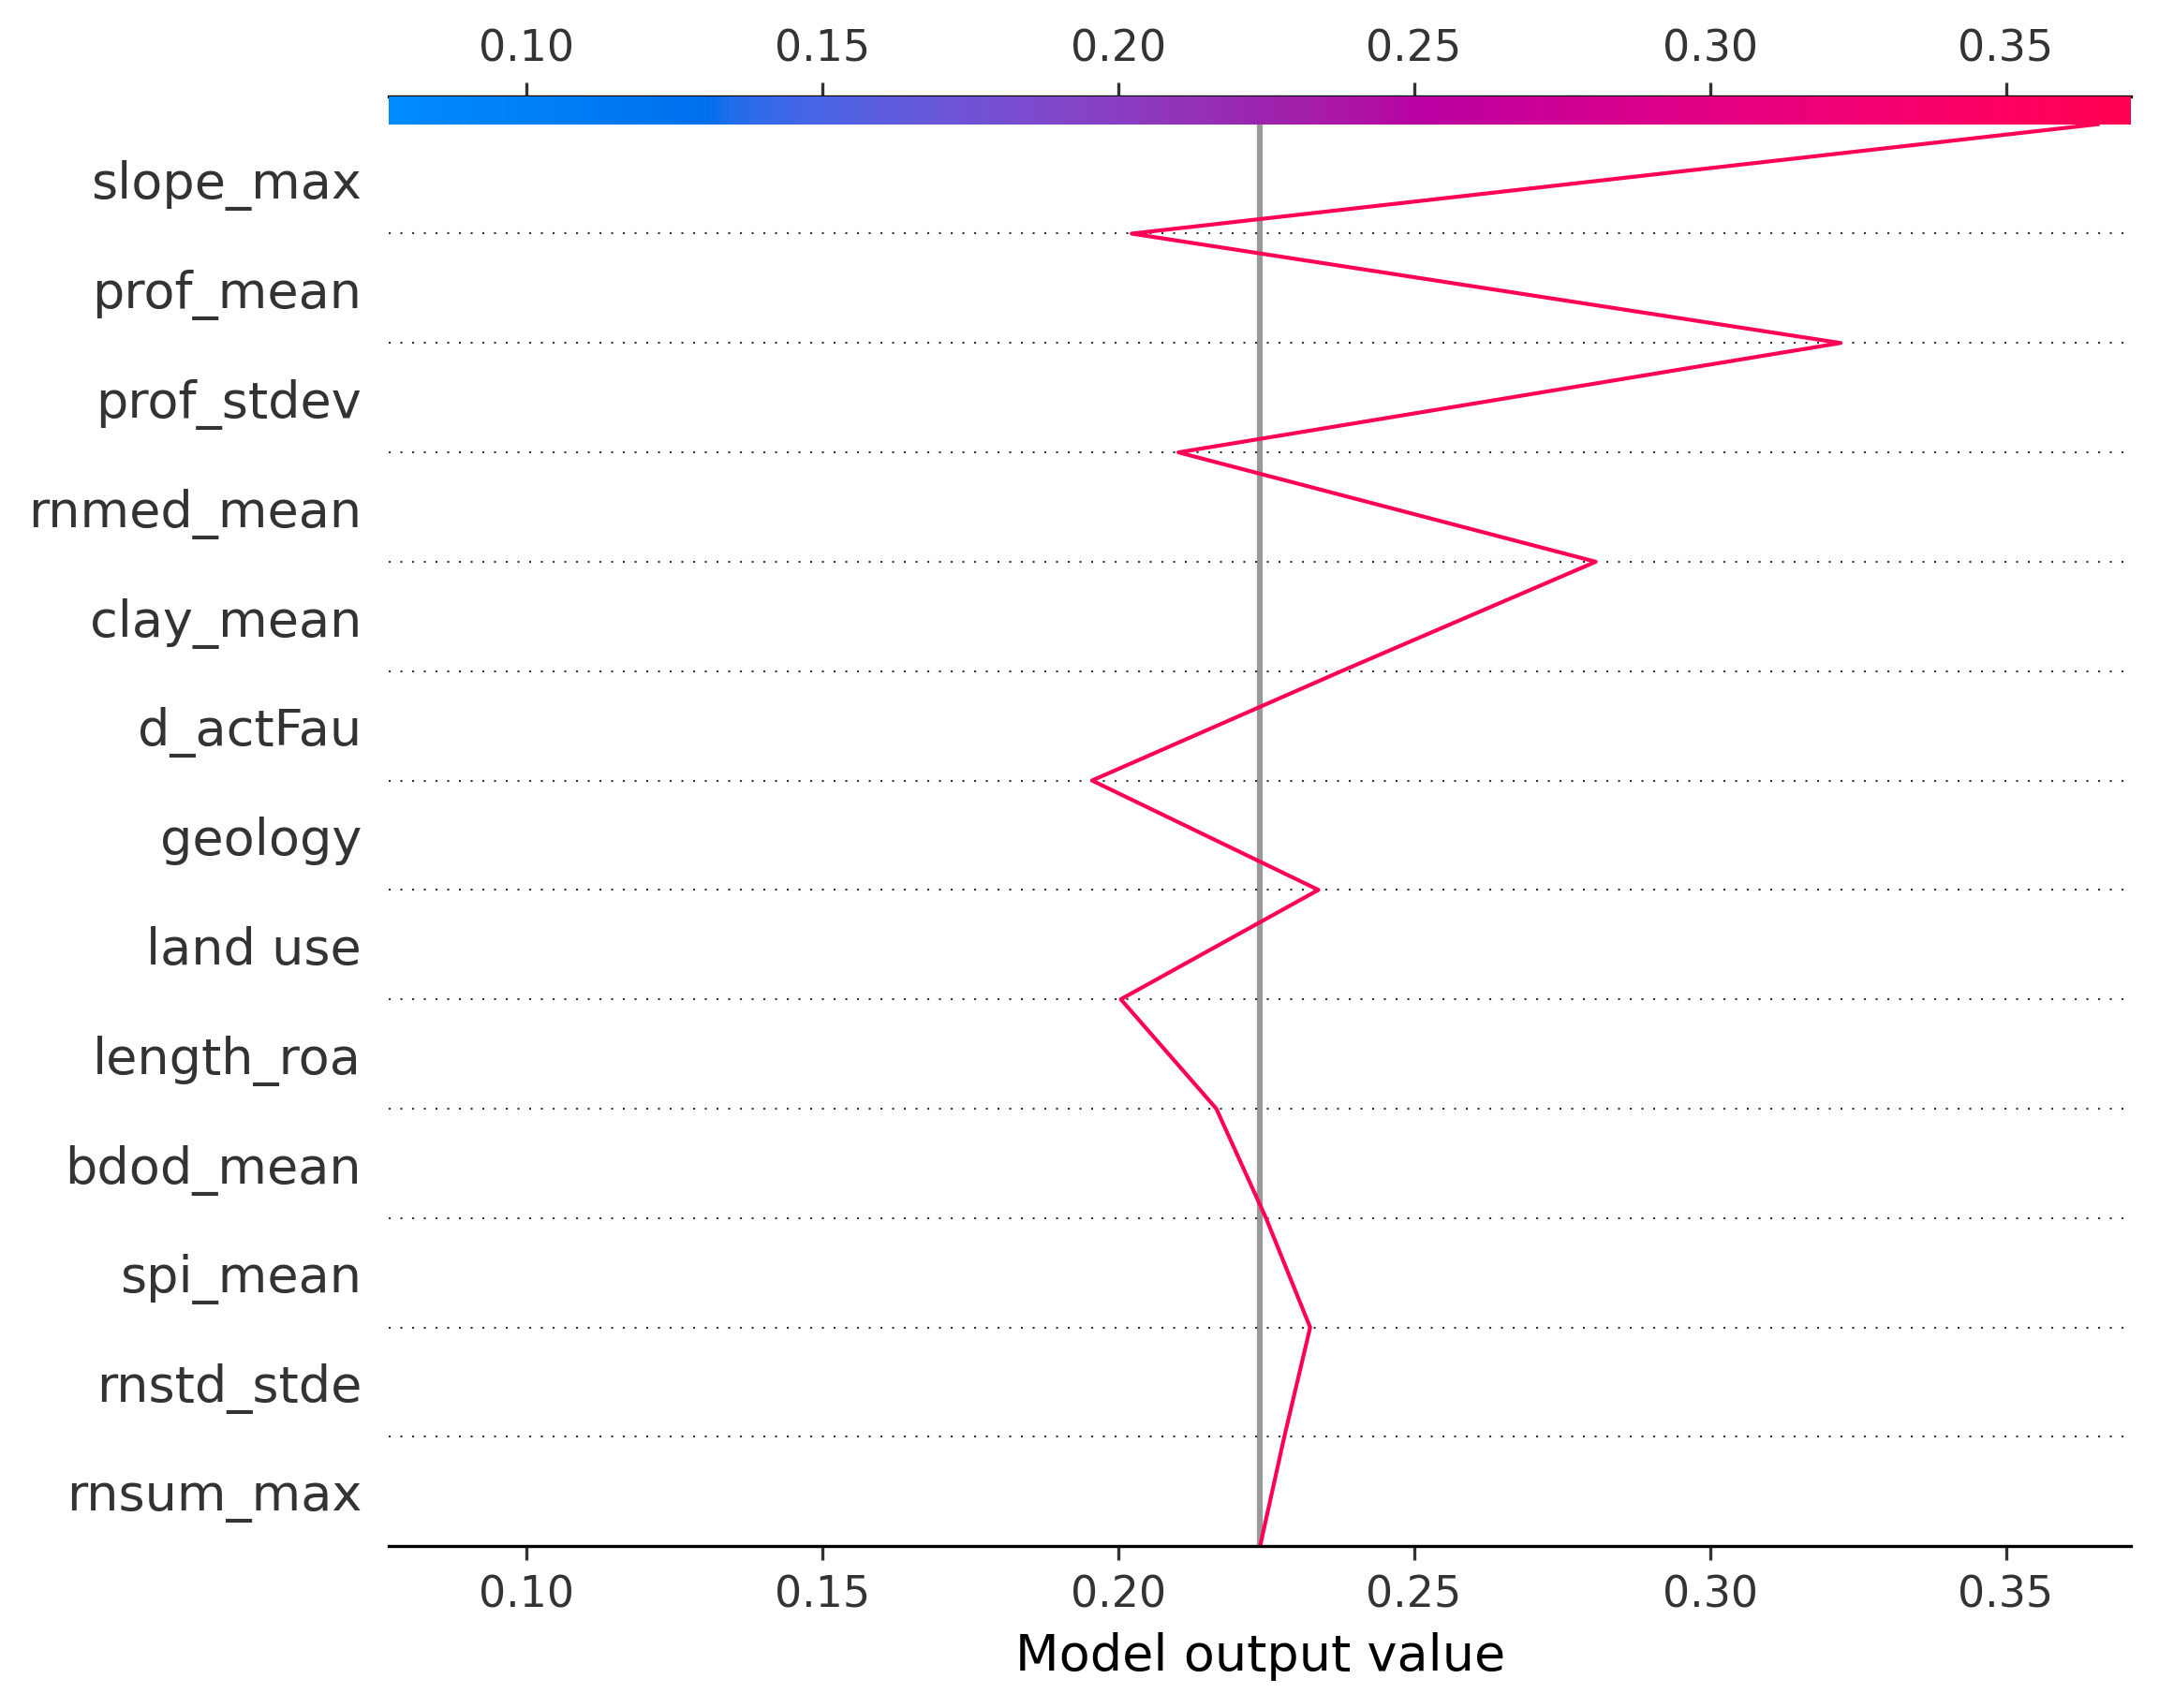 0.10 0.15 0.20 0.25 0.30 0.35
slope_max
prof_mean
prof_stdev
rnmed_mean
clay_mean
d_actFau
geology
land use
length_roa
bdod_mean
spi_mean
rnstd_stde
rnsum_max
0.10 0.15 0.20 0.25 0.30 0.35
Model output value